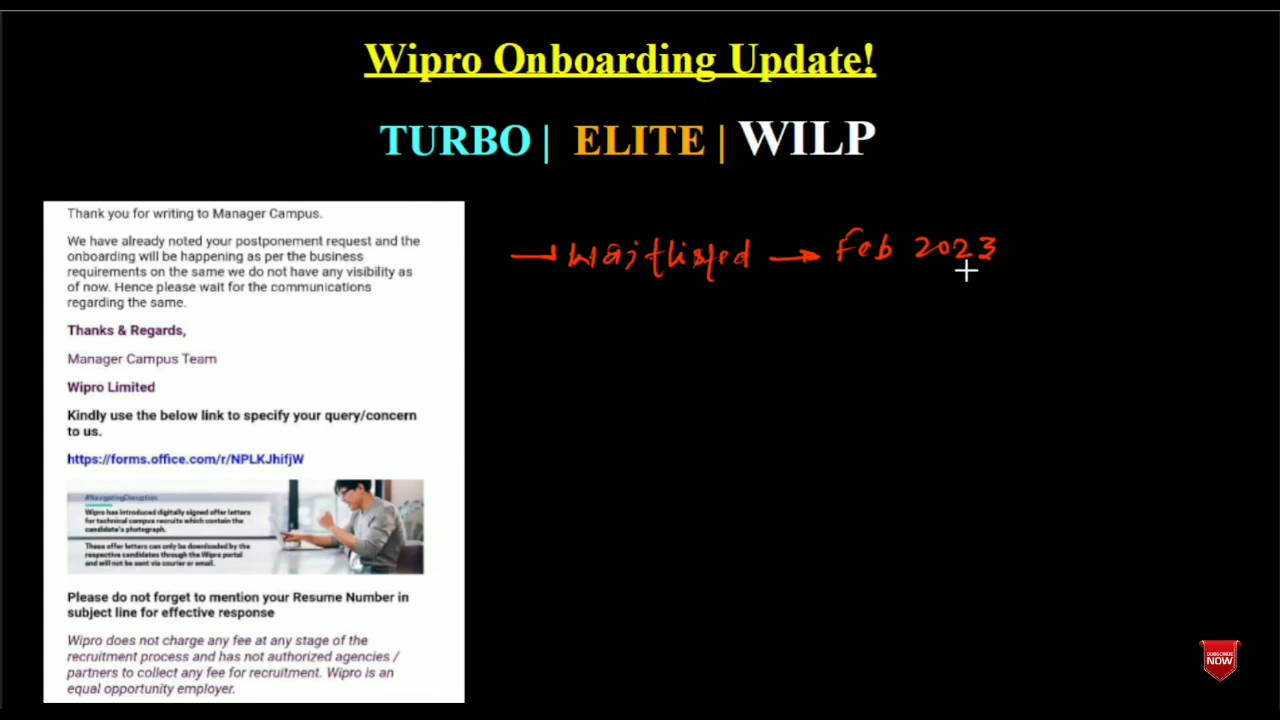 Wipro Onboarding Update!
TURBO | ELITE | WILP
Thank you for writing to Manager Campus.
We have already noted your postponement request and the
onboarding will be happening as per the business
requirements on the same we do not have any visibility as
of now. Hence please wait for the communications
regarding the same.
Thanks & Regards,
Manager Campus Team
Wipro Limited
Kindly use the below link to specify your query/concern
to us.
https://forms.office.com/r/NPLKJhifjW
#NavigatingDisruption
Wipro has introduced digitally signed offer letters
for technical campus recruits which contain the
candidate's photograph.
These offer letters can only be downloaded by the
respective candidates through the Wipro portal
and will not be sent via courier or email.
Please do not forget to mention your Resume Number in
subject line for effective response
Wipro does not charge any fee at any stage of the
recruitment process and has not authorized agencies /
partners to collect any fee for recruitment. Wipro is an
equal opportunity employer.
→ Waitlisted → Feb 2023
SUBSCRIBE
NOW